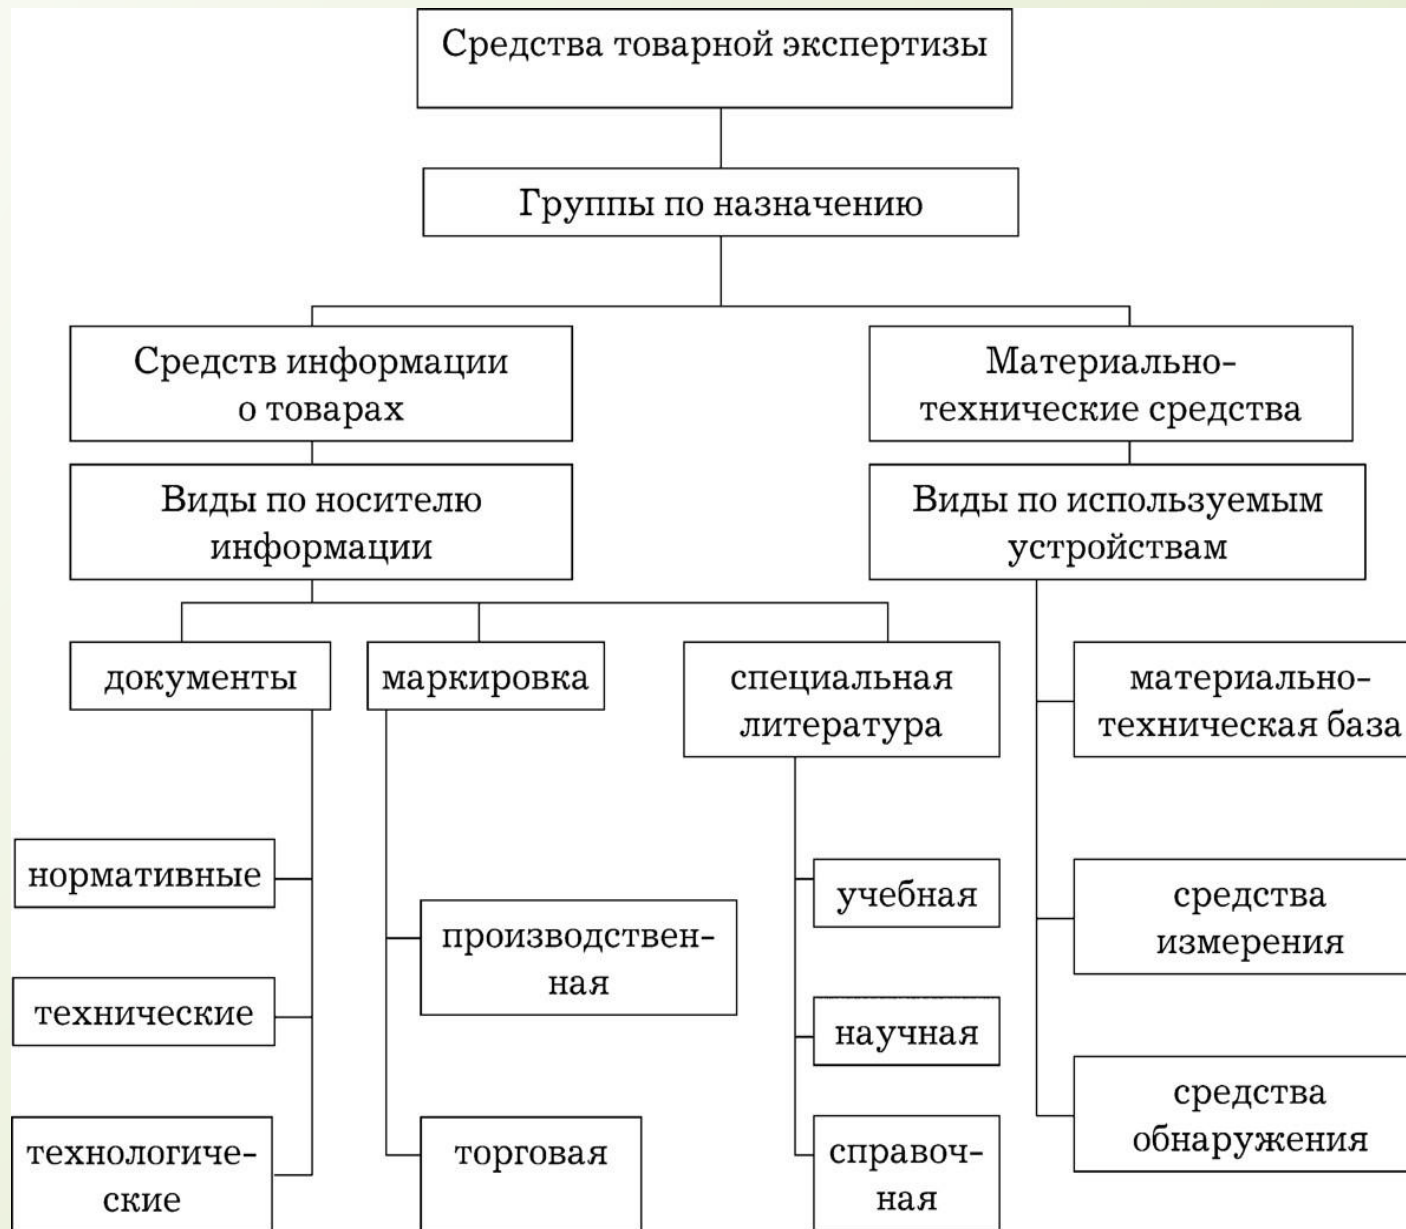 Средства товарной экспертизы
Группы по назначению
Средств информации
о товарах
Материально-
технические средства
Виды по носителю
информации
Виды по используемым
устройствам
документы
маркировка
специальная
литература
материально-
техническая база
нормативные
технические
технологиче-
ские
производствен-
ная
торговая
учебная
научная
справоч-
ная
средства
измерения
средства
обнаружения